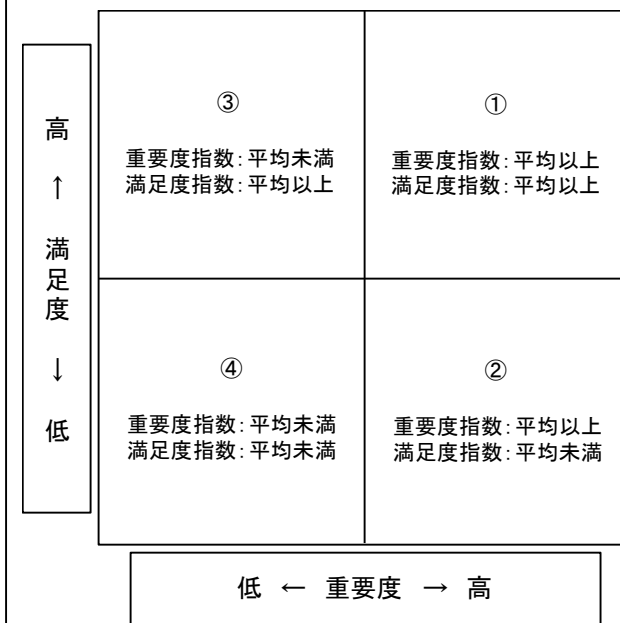 ③
重要度指数：平均未満
満足度指数：平均以上
①
重要度指数：平均以上
満足度指数：平均以上
高 ↑ 満足度 ↓ 低
④
重要度指数：平均未満
満足度指数：平均未満
②
重要度指数：平均以上
満足度指数：平均未満
低 ← 重要度 → 高